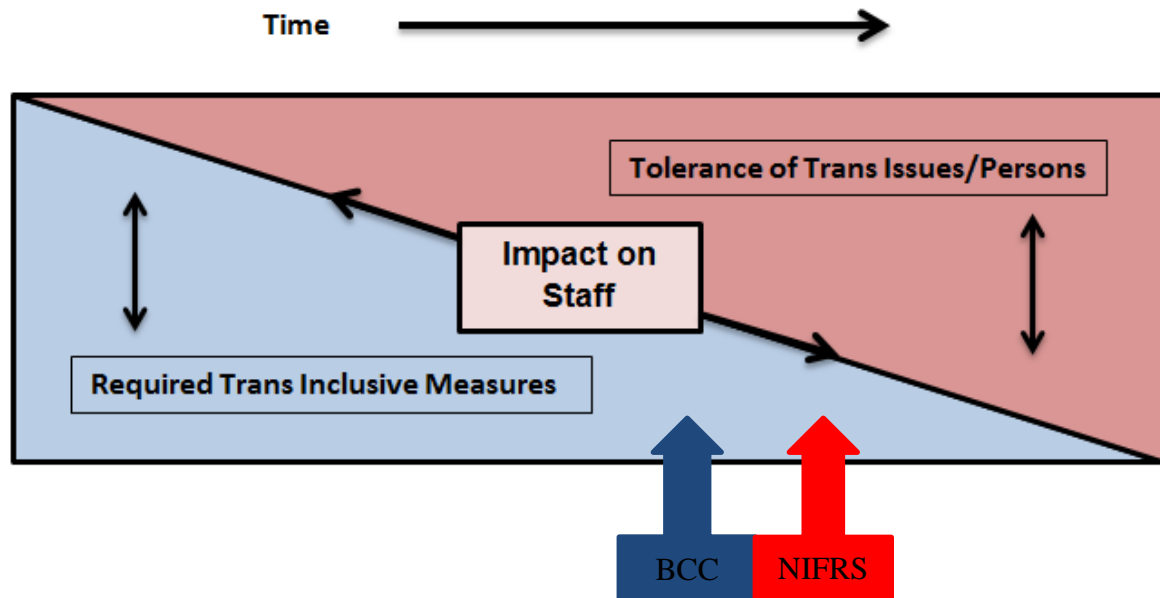 Time
Tolerance of Trans Issues/Persons
Impact on
Staff
Required Trans Inclusive Measures
BCC
NIFRS